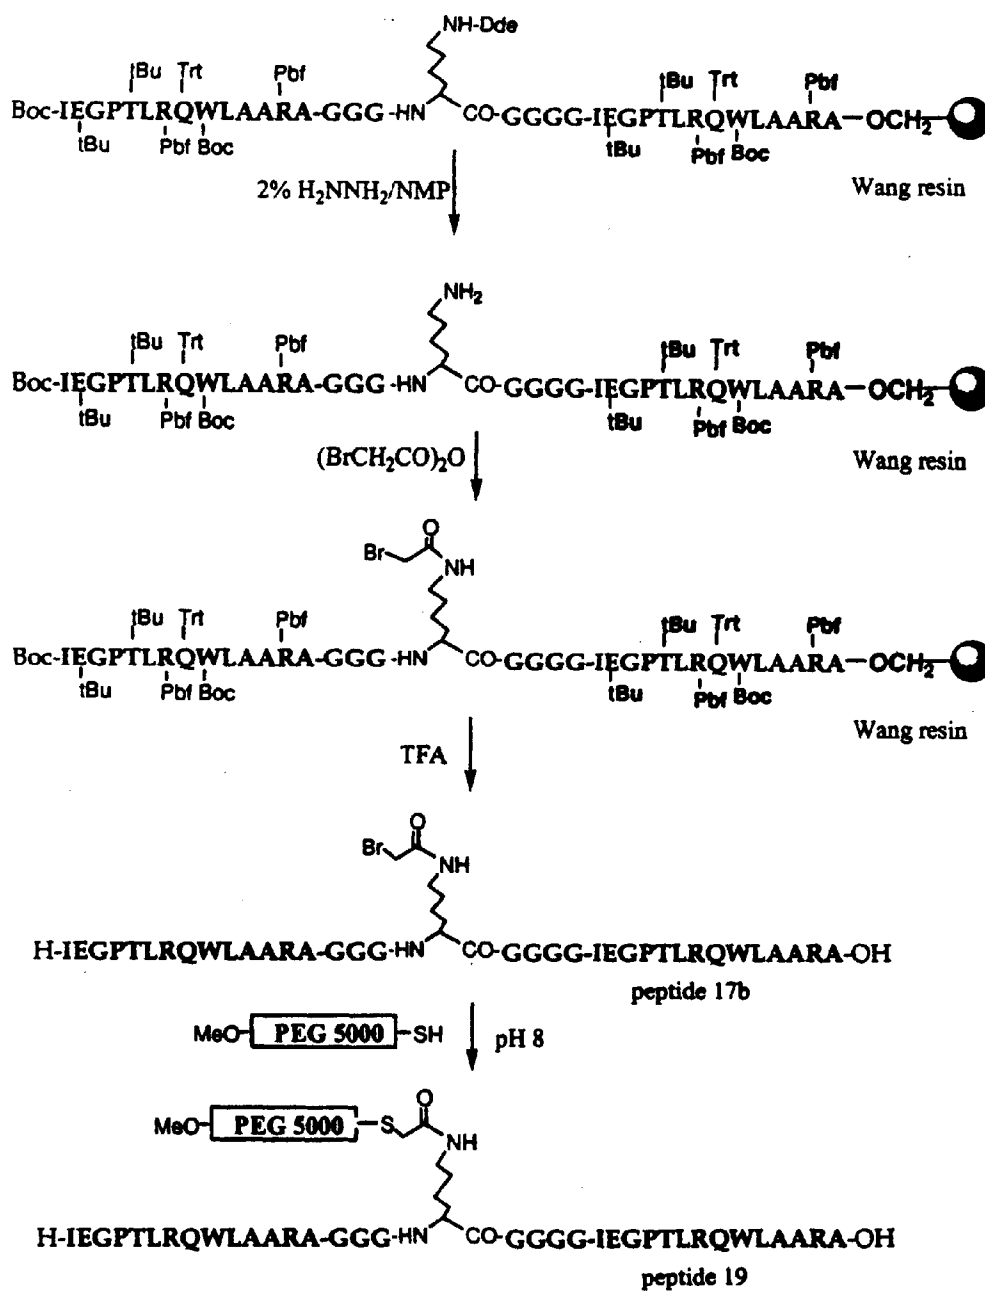 NH-Dde
tBu Trt Pbf tBu Trt Pbf
Boc-IEGPTLRQWLAARA-GGG-HN CO-GGGG-IEGPTLRQWLAARA-OCH2
tBu Pbf Boc tBu Pbf Boc
Wang resin
2% H2NNH2/NMP
NH2
tBu Trt Pbf tBu Trt Pbf
Boc-IEGPTLRQWLAARA-GGG-HN CO-GGGG-IEGPTLRQWLAARA-OCH2
tBu Pbf Boc tBu Pbf Boc
Wang resin
(BrCH2CO)2O
O
Br NH
tBu Trt Pbf tBu Trt Pbf
Boc-IEGPTLRQWLAARA-GGG-HN CO-GGGG-IEGPTLRQWLAARA-OCH2
tBu Pbf Boc tBu Pbf Boc
Wang resin
TFA
O
Br NH
H-IEGPTLRQWLAARA-GGG-HN CO-GGGG-IEGPTLRQWLAARA-OH
peptide 17b
MeO-PEG 5000-SH pH 8
O
MeO-PEG 5000-S NH
H-IEGPTLRQWLAARA-GGG-HN CO-GGGG-IEGPTLRQWLAARA-OH
peptide 19